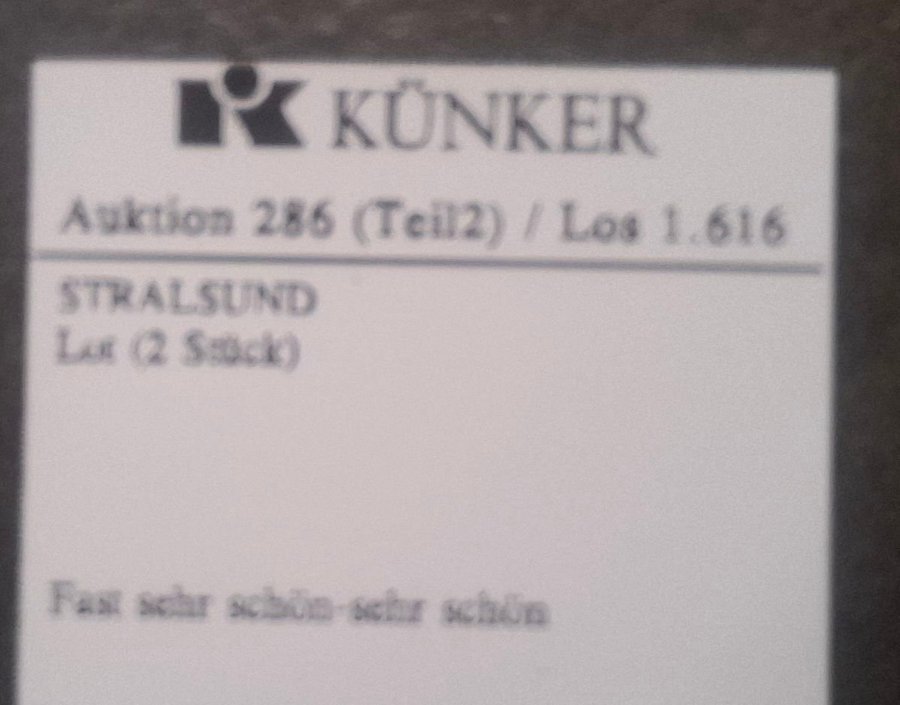 KÜNKER
Auktion 286 (Teil2) / Los 1.616
STRALSUND
Lot (2 Stück)
Fast sehr schön-sehr schön